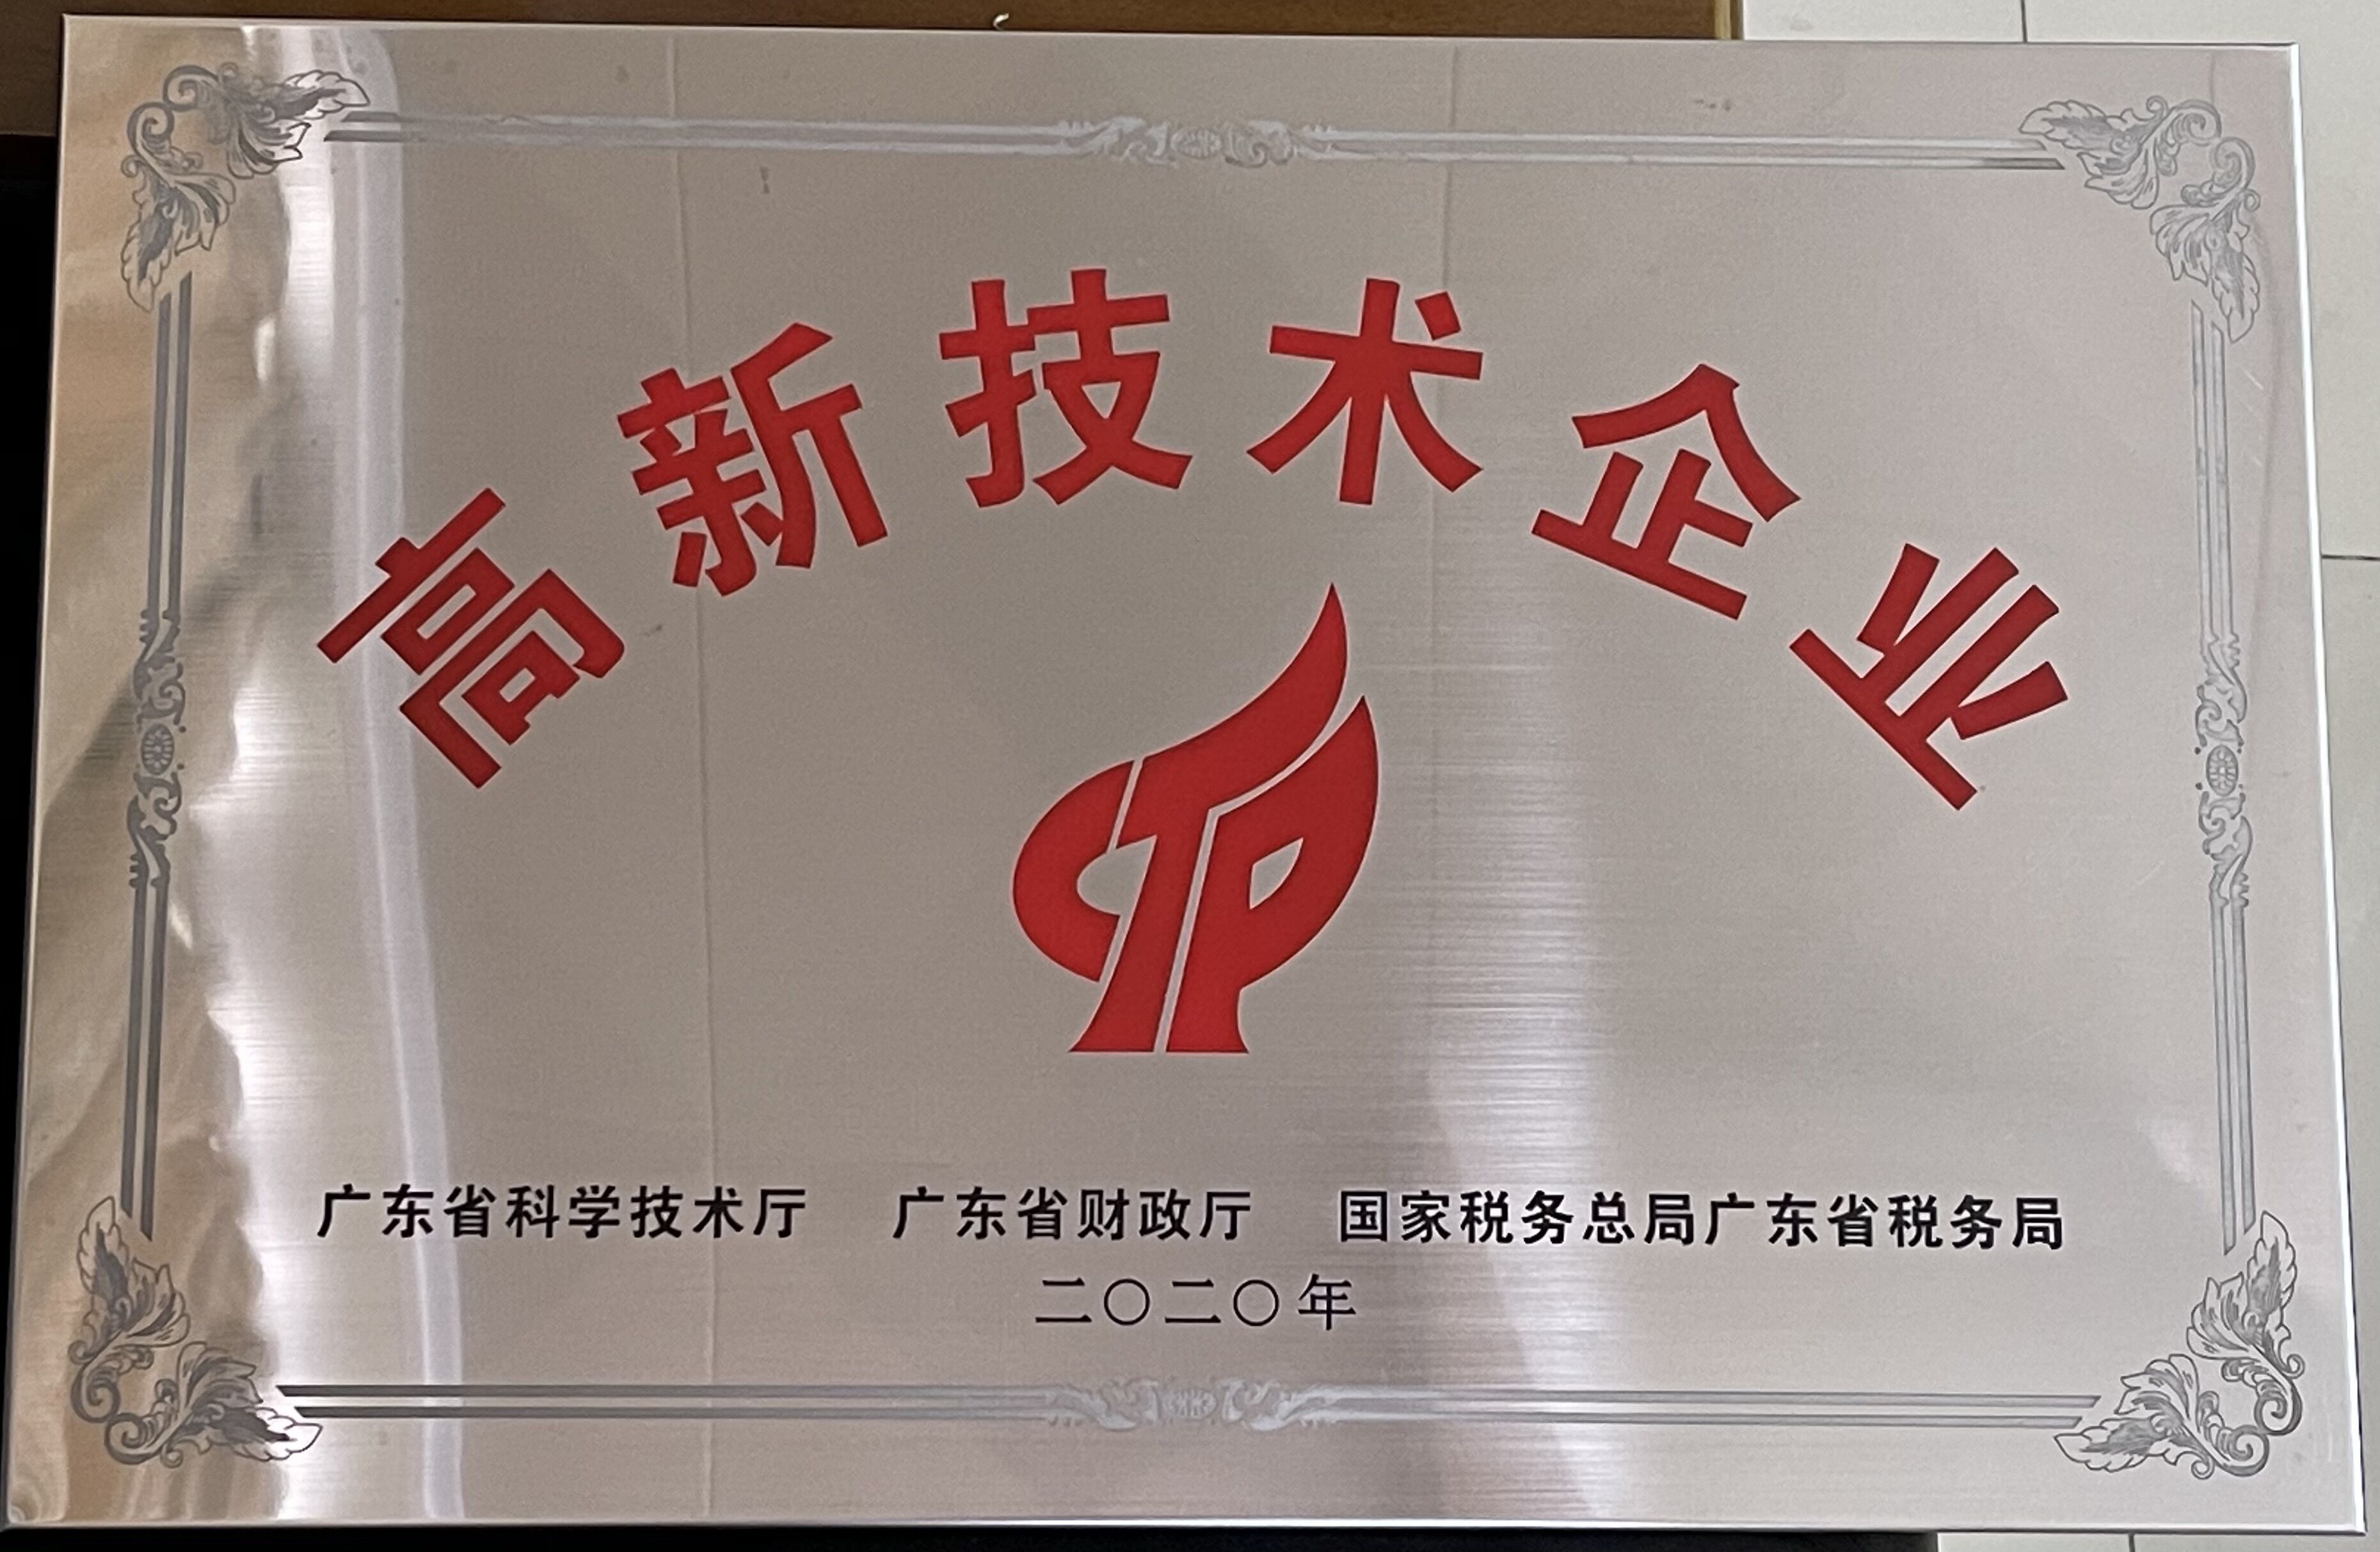 高新技术企业
广东省科学技术厅 广东省财政厅 国家税务总局广东省税务局
二〇二〇年